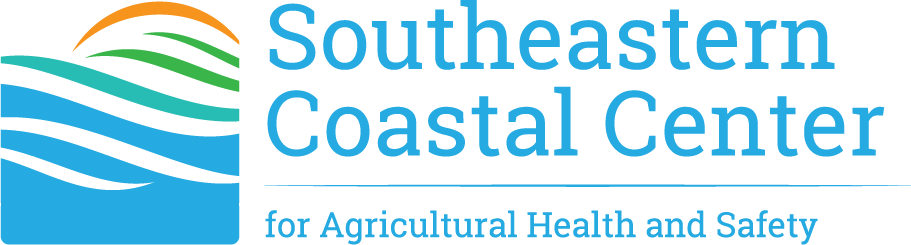 Southeastern
Coastal Center
for Agricultural Health and Safety